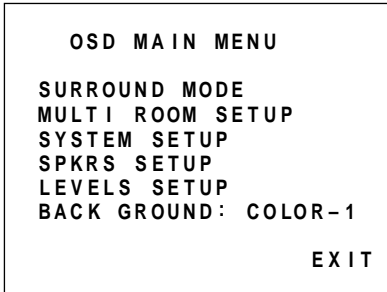 OSD MAIN MENU
SURROUND MODE
MULTI ROOM SETUP
SYSTEM SETUP
SPKRS SETUP
LEVELS SETUP
BACK GROUND: COLOR–1
EXIT